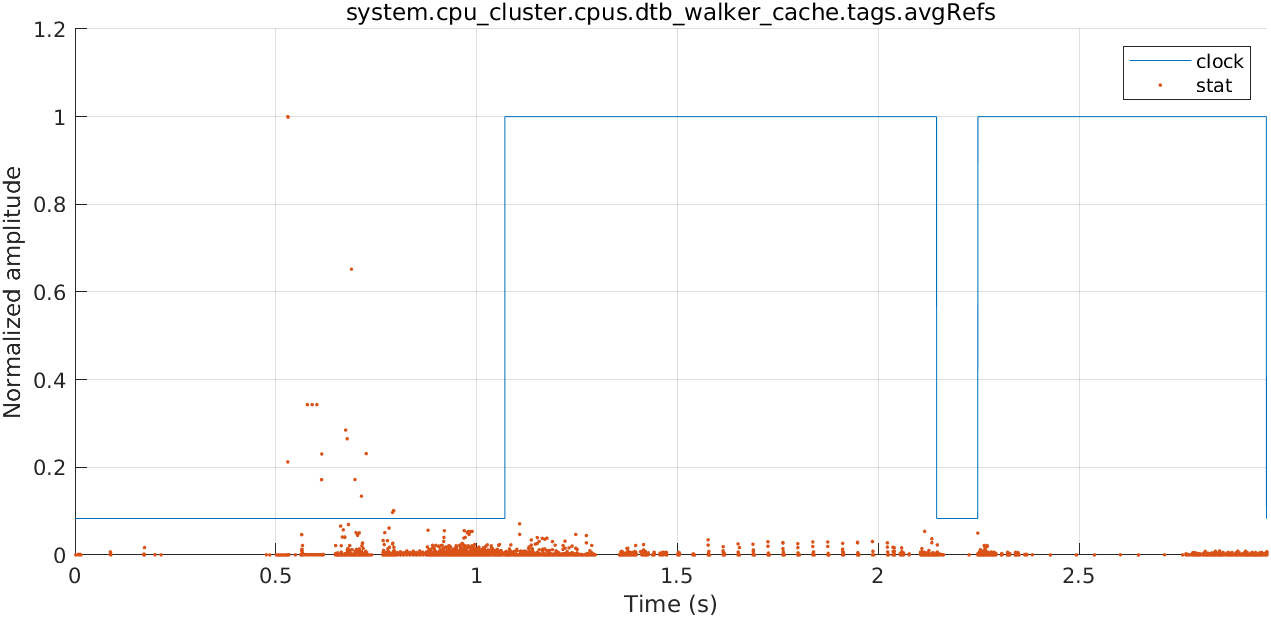 system.cpu_cluster.cpus.dtb_walker_cache.tags.avgRefs
1.2
1
0.8
0.6
0.4
0.2
0
Normalized amplitude
clock
stat
0 0.5 1 1.5 2 2.5
Time (s)